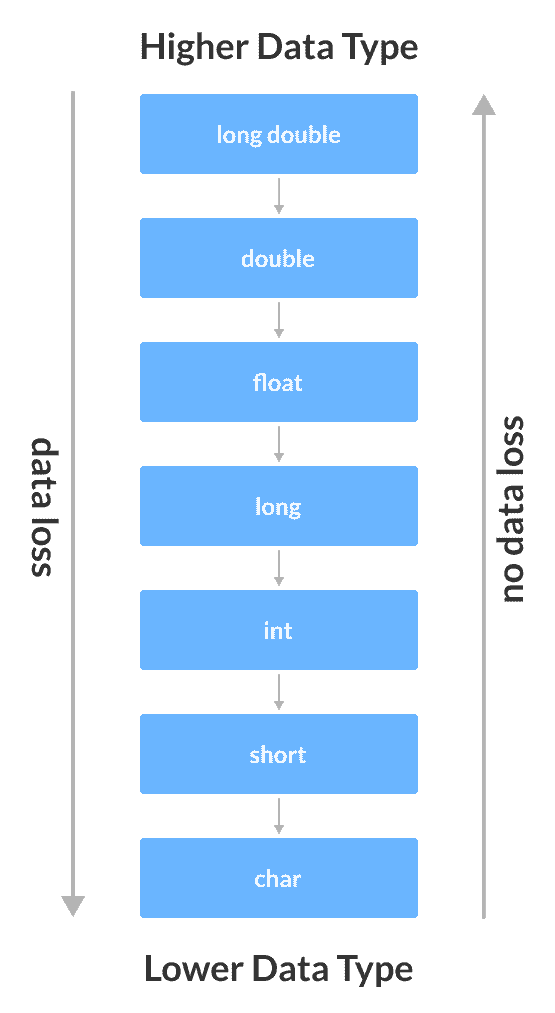 Higher Data Type
long double
double
float
long
int
short
char
data loss
no data loss
Lower Data Type